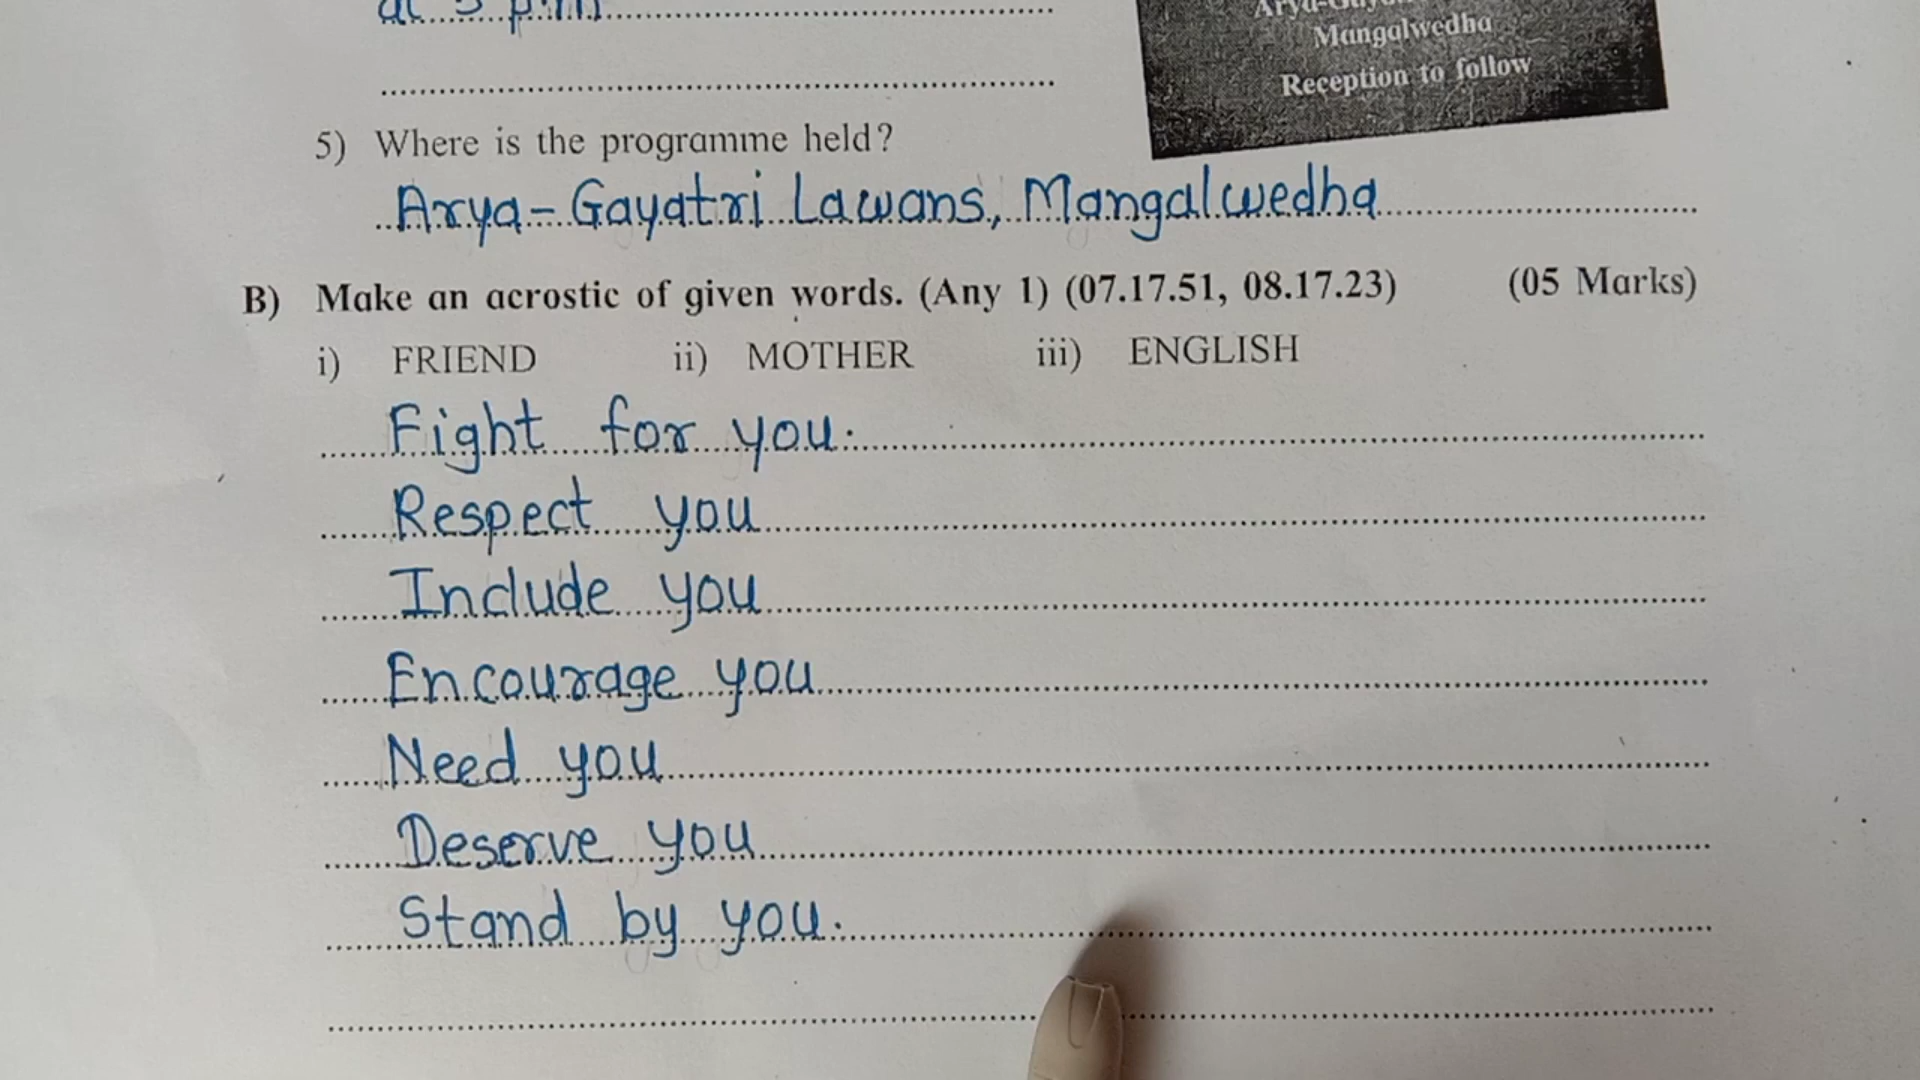 at 5 p.m
Mangalwedha
Reception to follow
5) Where is the programme held?
Arya-Gayatri Lawans, Mangalwedha
B) Make an acrostic of given words. (Any 1) (07.17.51, 08.17.23) (05 Marks)
i) FRIEND ii) MOTHER iii) ENGLISH
Fight for you.
Respect you
Include you
Encourage you
Need you
Deserve you
Stand by you.